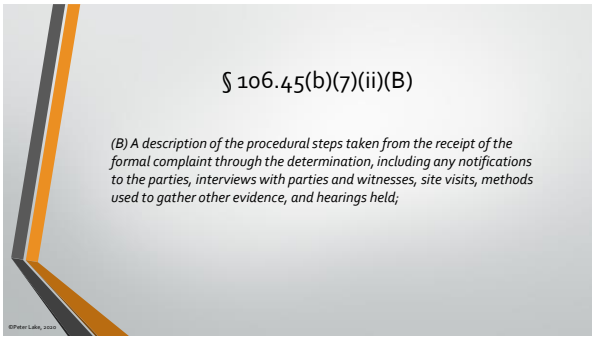 § 106.45(b)(7)(ii)(B)
(B) A description of the procedural steps taken from the receipt of the
formal complaint through the determination, including any notifications
to the parties, interviews with parties and witnesses, site visits, methods
used to gather other evidence, and hearings held;
©Peter Lake, 2020